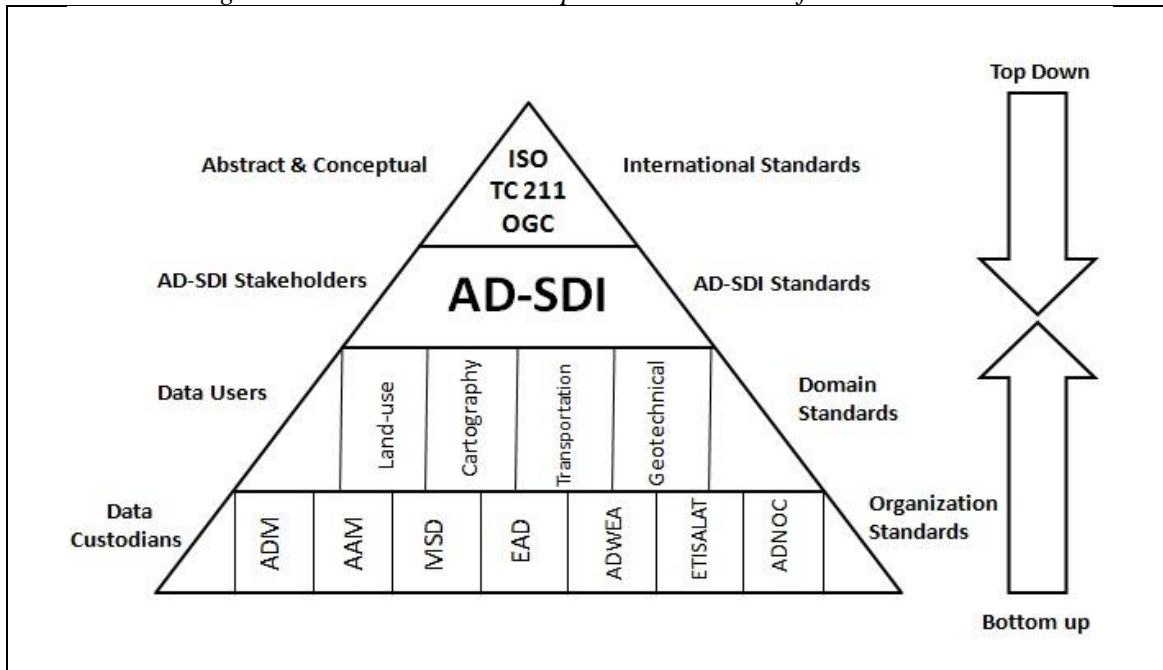 Top Down
Abstract & Conceptual
ISO
TC 211
OGC
International Standards
AD-SDI Stakeholders
AD-SDI
AD-SDI Standards
Data Users
Land-use
Cartography
Transportation
Geotechnical
Domain
Standards
Data
Custodians
ADM
AAM
MSD
EAD
ADWEA
ETISALAT
ADNOC
Organization
Standards
Bottom up